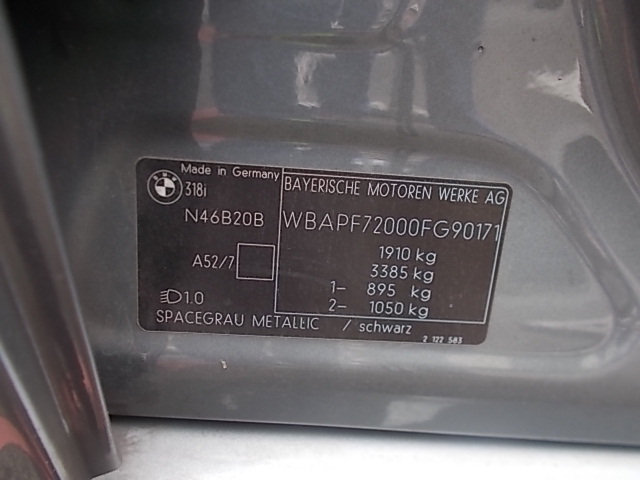 BMW
Made in Germany
318i
N46B20B
A52/7
1.0
SPACEGRAU METALLIC / schwarz
BAYERISCHE MOTOREN WERKE AG
WBAPF72000FG90171
1910 kg
3385 kg
1- 895 kg
2- 1050 kg
2 122 583